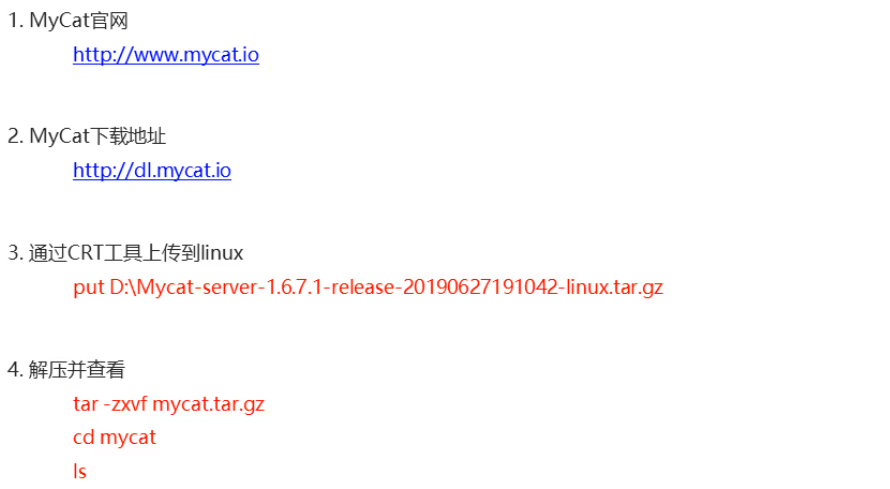 1. MyCat官网
http://www.mycat.io
2. MyCat下载地址
http://dl.mycat.io
3. 通过CRT工具上传到linux
put D:\Mycat-server-1.6.7.1-release-20190627191042-linux.tar.gz
4. 解压并查看
tar -zxvf mycat.tar.gz
cd mycat
ls